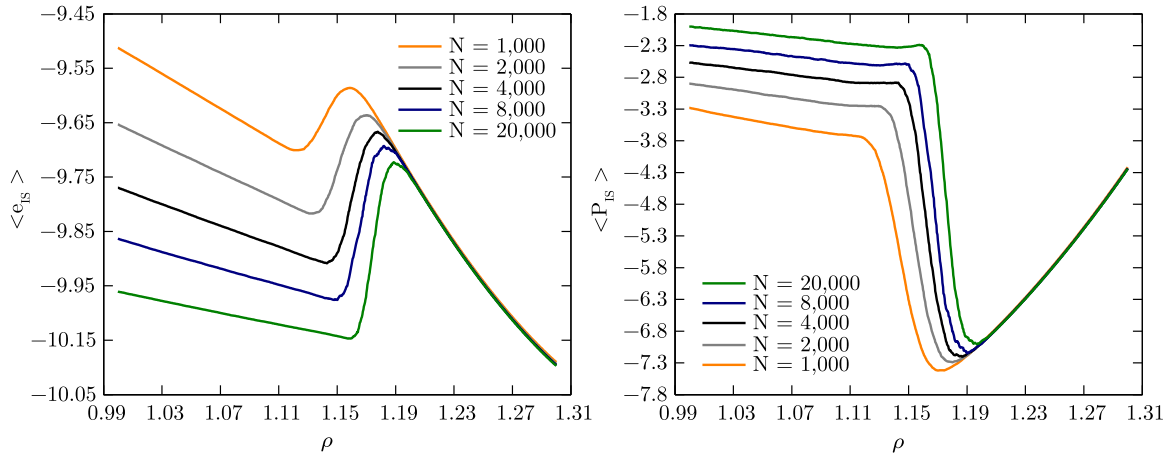 −9.45
−9.55
−9.65
−9.75
−9.85
−9.95
−10.15
−10.05
<e_IS>
N = 1,000
N = 2,000
N = 4,000
N = 8,000
N = 20,000
0.99 1.03 1.07 1.11 1.15 1.19 1.23 1.27 1.31
ρ
−1.8
−2.3
−2.8
−3.3
−3.8
−4.3
−4.8
−5.3
−5.8
−6.3
−6.8
−7.3
−7.8
<P_IS>
N = 20,000
N = 8,000
N = 4,000
N = 2,000
N = 1,000
0.99 1.03 1.07 1.11 1.15 1.19 1.23 1.27 1.31
ρ